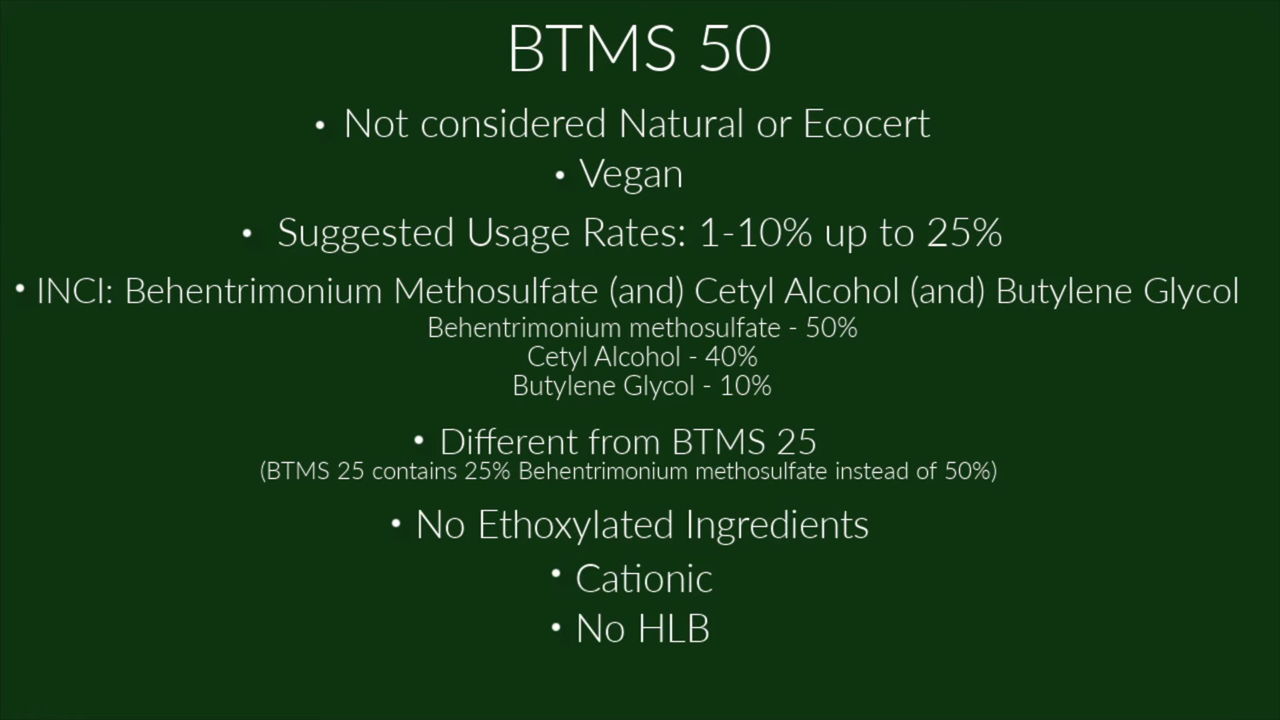 BTMS 50
• Not considered Natural or Ecocert
• Vegan
• Suggested Usage Rates: 1-10% up to 25%
• INCI: Behentrimonium Methosulfate (and) Cetyl Alcohol (and) Butylene Glycol
Behentrimonium methosulfate - 50%
Cetyl Alcohol - 40%
Butylene Glycol - 10%
• Different from BTMS 25
(BTMS 25 contains 25% Behentrimonium methosulfate instead of 50%)
• No Ethoxylated Ingredients
• Cationic
• No HLB